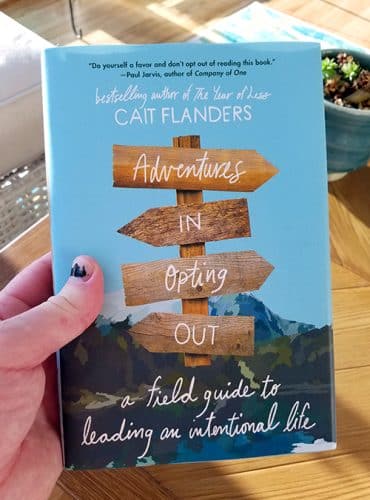 "Do yourself a favor and don't opt out of reading this book."
—Paul Jarvis, author of Company of One
bestselling author of The Year of Less
CAIT FLANDERS
Adventures
IN
Opting
OUT
a field guide to
leading an intentional life